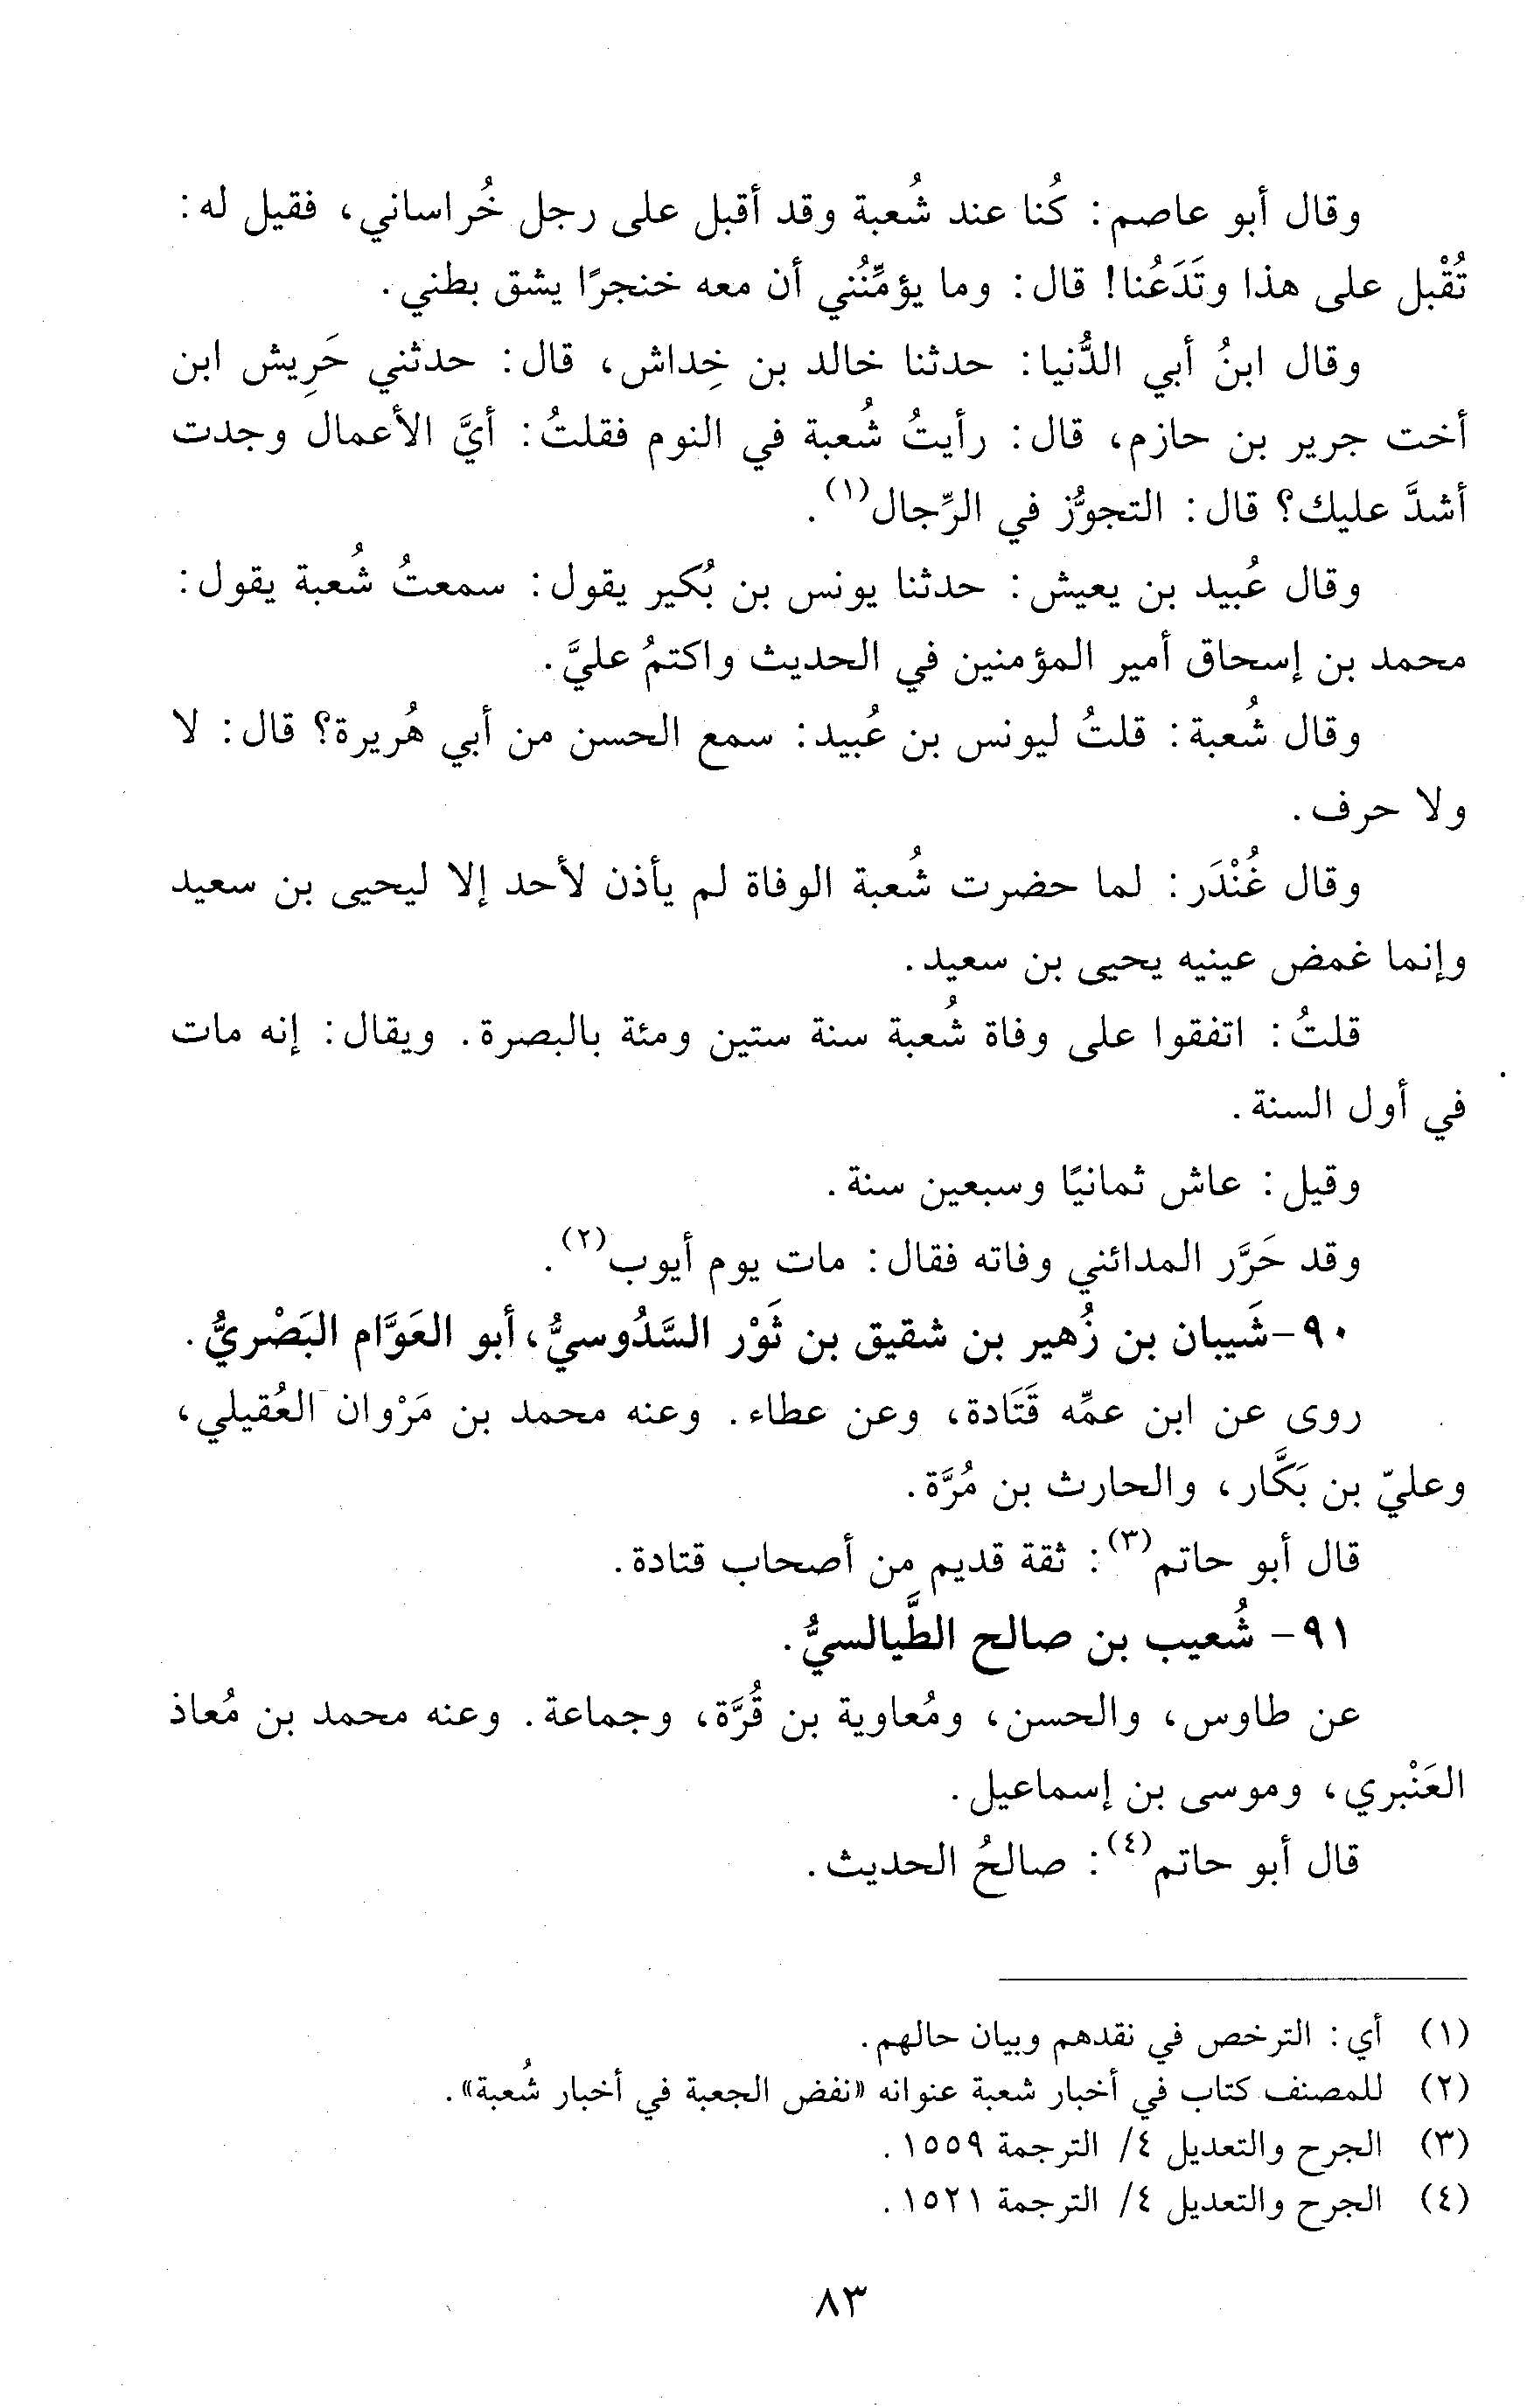 وقال أبو عاصم: كُنا عند شُعبة وقد أقبل على رجل خُراساني، فقيل له:
تُقْبل على هذا وتَدَعُنا! قال: وما يؤمِّنُني أن معه خنجرًا يشق بطني.
وقال ابنُ أبي الدُّنيا: حدثنا خالد بن خِداش، قال: حدثني حَرِيش ابن
أخت جرير بن حازم، قال: رأيتُ شُعبة في النوم فقلتُ: أيَّ الأعمال وجدت
أشدَّ عليك؟ قال: التجوُّز في الرِّجال(١).
وقال عُبيد بن يعيش: حدثنا يونس بن بُكير يقول: سمعتُ شُعبة يقول:
محمد بن إسحاق أمير المؤمنين في الحديث واكتمُ عليَّ.
وقال شُعبة: قلتُ ليونس بن عُبيد: سمع الحسن من أبي هُريرة؟ قال: لا
ولا حرف.
وقال غُنْدَر: لما حضرت شُعبة الوفاة لم يأذن لأحد إلا ليحيى بن سعيد
وإنما غمض عينيه يحيى بن سعيد.
قلتُ: اتفقوا على وفاة شُعبة سنة ستين ومئة بالبصرة. ويقال: إنه مات
في أول السنة.
وقيل: عاش ثمانيًا وسبعين سنة.
وقد حَرَّر المدائني وفاته فقال: مات يوم أيوب(٢).
٩٠- شَيبان بن زُهير بن شقيق بن ثَوْر السَّدُوسيُّ، أبو العَوَّام البَصْريُّ.
روى عن ابن عمِّه قَتَادة، وعن عطاء. وعنه محمد بن مَرْوان العُقيلي،
وعليّ بن بَكَّار، والحارث بن مُرَّة.
قال أبو حاتم(٣): ثقة قديم من أصحاب قتادة.
٩١- شُعيب بن صالح الطَّيالسيُّ.
عن طاوس، والحسن، ومُعاوية بن قُرَّة، وجماعة. وعنه محمد بن مُعاذ
العَنْبري، وموسى بن إسماعيل.
قال أبو حاتم(٤): صالحُ الحديث.
(١) أي: الترخص في نقدهم وبيان حالهم.
(٢) للمصنف كتاب في أخبار شعبة عنوانه «نفض الجعبة في أخبار شُعبة».
(٣) الجرح والتعديل ٤/ الترجمة ١٥٥٩.
(٤) الجرح والتعديل ٤/ الترجمة ١٥٢١.
٨٣